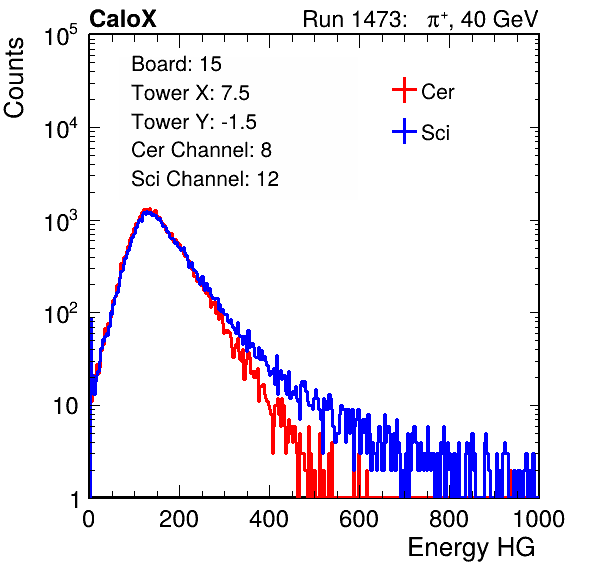 CaloX Run 1473: π⁺, 40 GeV
Counts
10⁵
10⁴
10³
10²
10
1
Board: 15
Tower X: 7.5
Tower Y: -1.5
Cer Channel: 8
Sci Channel: 12
Cer
Sci
0 200 400 600 800 1000
Energy HG